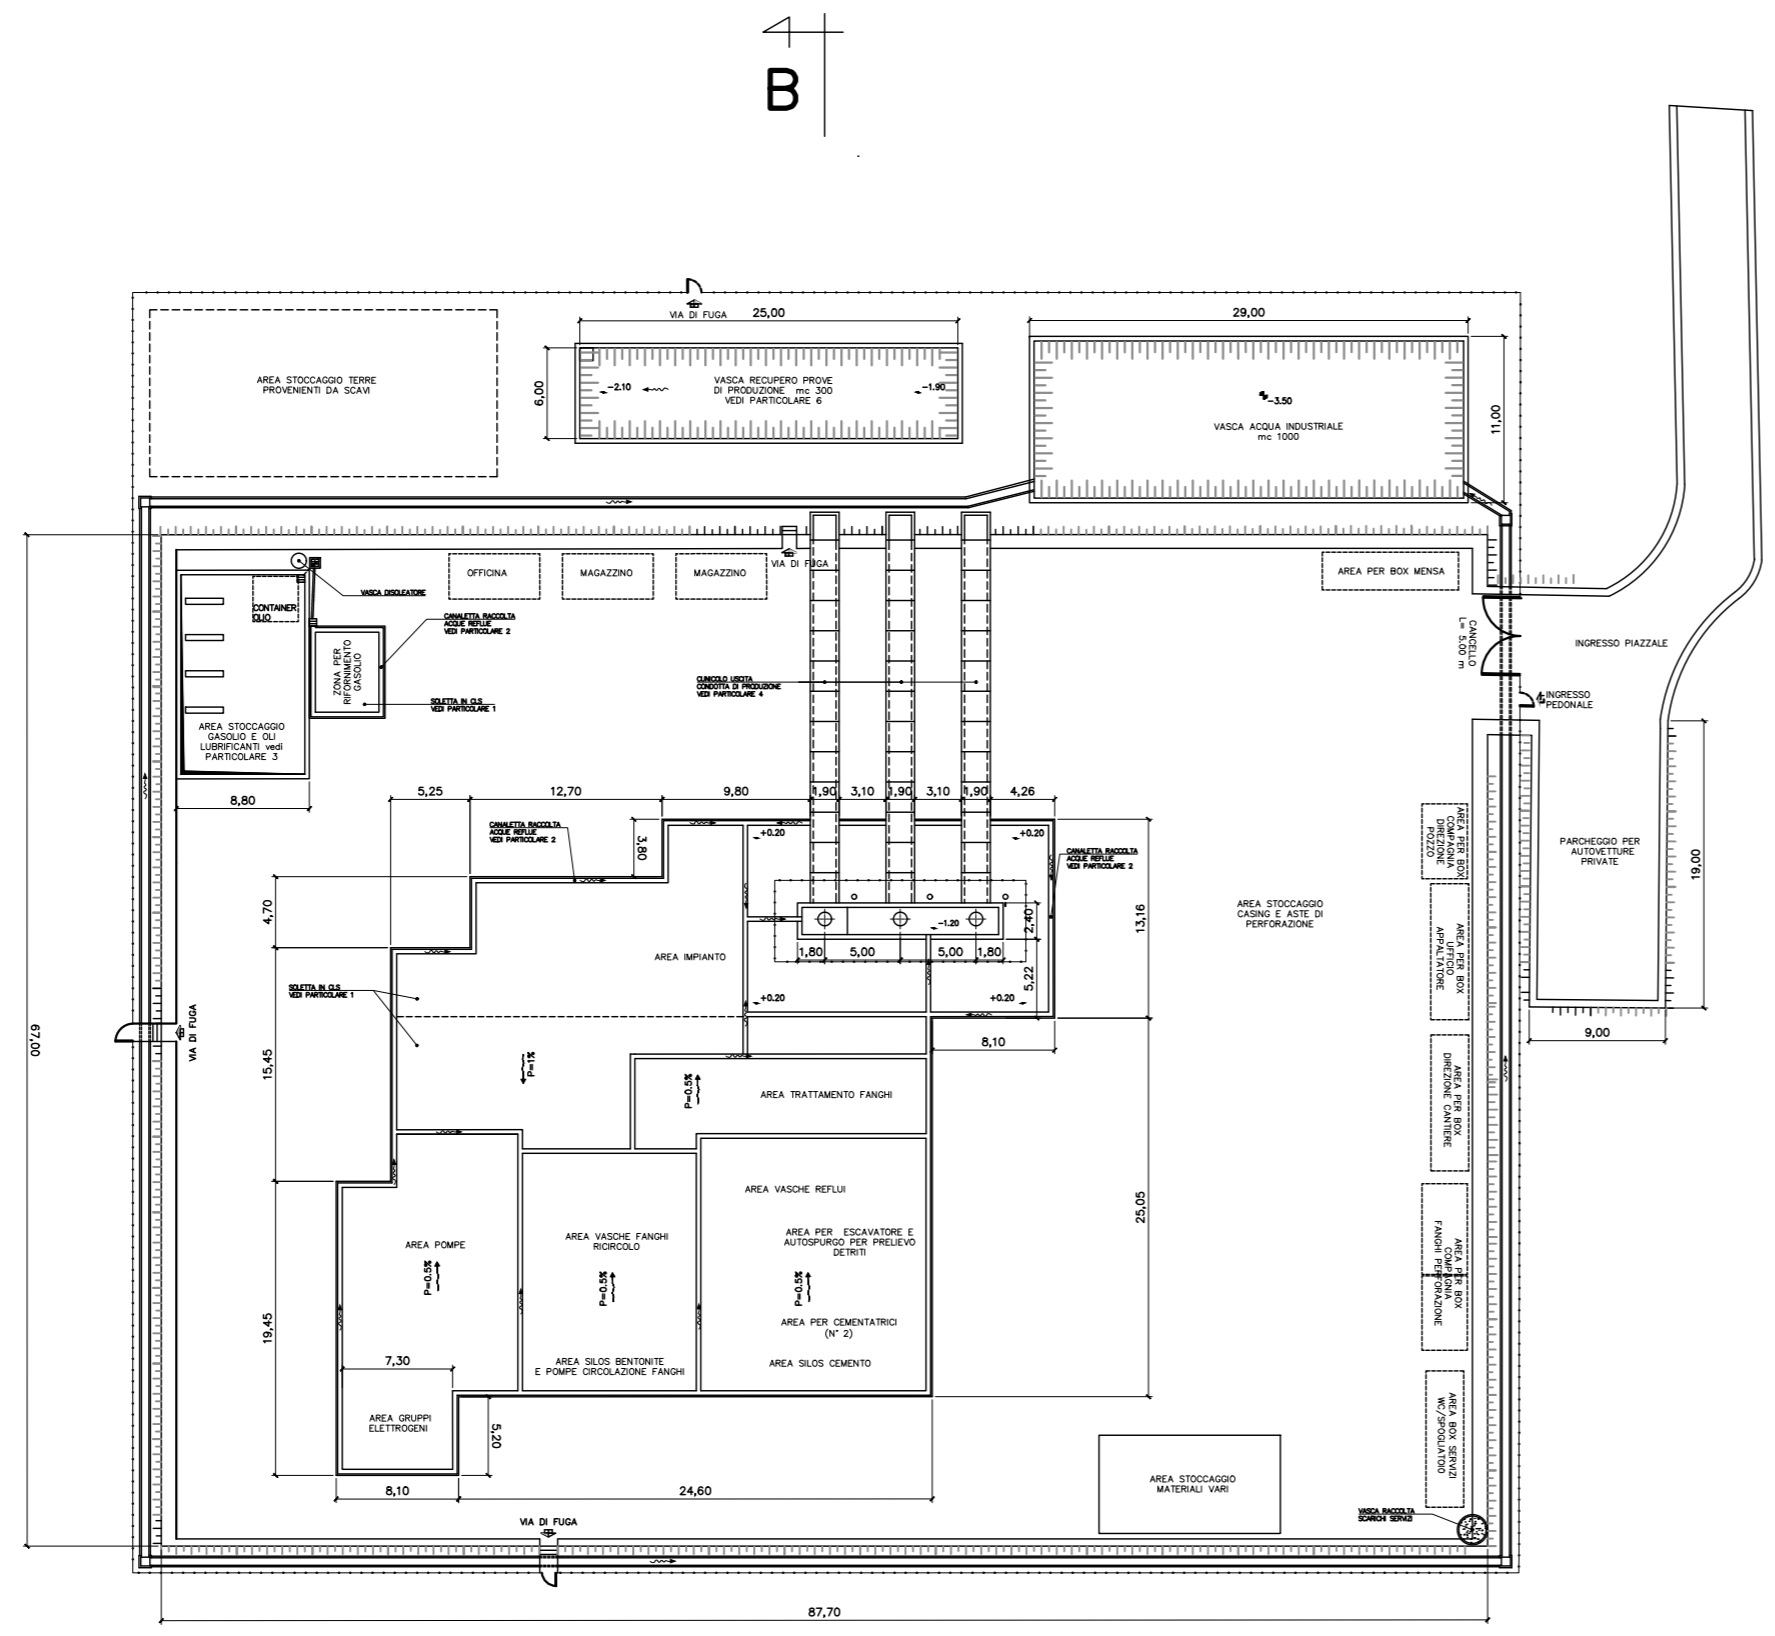 B
VIA DI FUGA
25,00
29,00
AREA STOCCAGGIO TERRE
PROVENIENTI DA SCAVI
6,00
-2.10
VASCA RECUPERO PROVE
DI PRODUZIONE mc 300
VEDI PARTICOLARE 6
-1.90
-3.50
VASCA ACQUA INDUSTRIALE
mc 1000
11,00
VIA DI FUGA
OFFICINA
MAGAZZINO
MAGAZZINO
AREA PER BOX MENSA
VASCA DISOLEATORE
CONTAINER
OLIO
CANALETTA RACCOLTA
ACQUE REFLUE
VEDI PARTICOLARE 2
ZONA PER
RIFORNIMENTO
GASOLIO
CANCELLO
L= 5.00 m
INGRESSO PIAZZALE
CUNICOLO USCITA
CONDOTTA DI PRODUZIONE
VEDI PARTICOLARE 4
SOLETTA IN CLS
VEDI PARTICOLARE 1
INGRESSO
PEDONALE
AREA STOCCAGGIO
GASOLIO E OLI
LUBRIFICANTI vedi
PARTICOLARE 3
8,80
5,25
12,70
9,80
1,90
3,10
1,90
3,10
1,90
4,26
CANALETTA RACCOLTA
ACQUE REFLUE
VEDI PARTICOLARE 2
3,80
+0.20
+0.20
CANALETTA RACCOLTA
ACQUE REFLUE
VEDI PARTICOLARE 2
AREA PER BOX
COMPAGNIA
DIREZIONE
POZZO
PARCHEGGIO PER
AUTOVETTURE
PRIVATE
19,00
4,70
-1.20
2,40
13,16
AREA STOCCAGGIO
CASING E ASTE DI
PERFORAZIONE
AREA IMPIANTO
1,80
5,00
5,00
1,80
5,22
AREA PER BOX
UFFICIO
APPALTATORE
SOLETTA IN CLS
VEDI PARTICOLARE 1
+0.20
+0.20
67,00
VIA DI FUGA
8,10
9,00
15,45
P=1%
P=0.5%
AREA TRATTAMENTO FANGHI
AREA PER BOX
DIREZIONE CANTIERE
AREA VASCHE REFLUI
25,05
AREA POMPE
AREA VASCHE FANGHI
RICIRCOLO
AREA PER ESCAVATORE E
AUTOSPURGO PER PRELIEVO
DETRITI
AREA PER BOX
COMPAGNIA
FANGHI PERFORAZIONE
P=0.5%
P=0.5%
P=0.5%
19,45
AREA PER CEMENTATRICI
(N° 2)
7,30
AREA SILOS BENTONITE
E POMPE CIRCOLAZIONE FANGHI
AREA SILOS CEMENTO
AREA GRUPPI
ELETTROGENI
5,20
AREA BOX SERVIZI
WC/SPOGLIATOIO
8,10
24,60
AREA STOCCAGGIO
MATERIALI VARI
VIA DI FUGA
VASCA RACCOLTA
SCARICHI SERVIZI
87,70